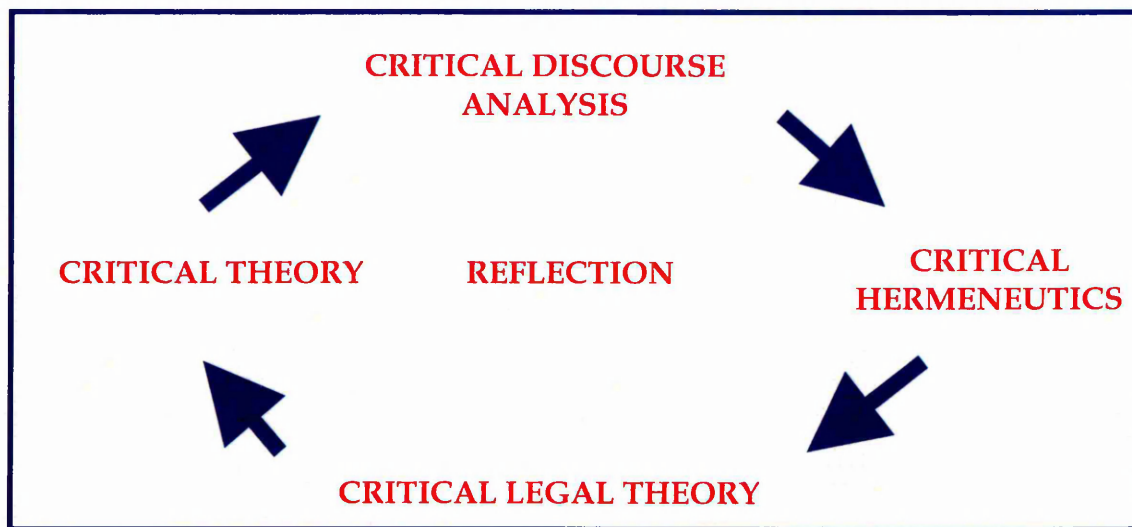 CRITICAL DISCOURSE
ANALYSIS
CRITICAL THEORY
REFLECTION
CRITICAL
HERMENEUTICS
CRITICAL LEGAL THEORY